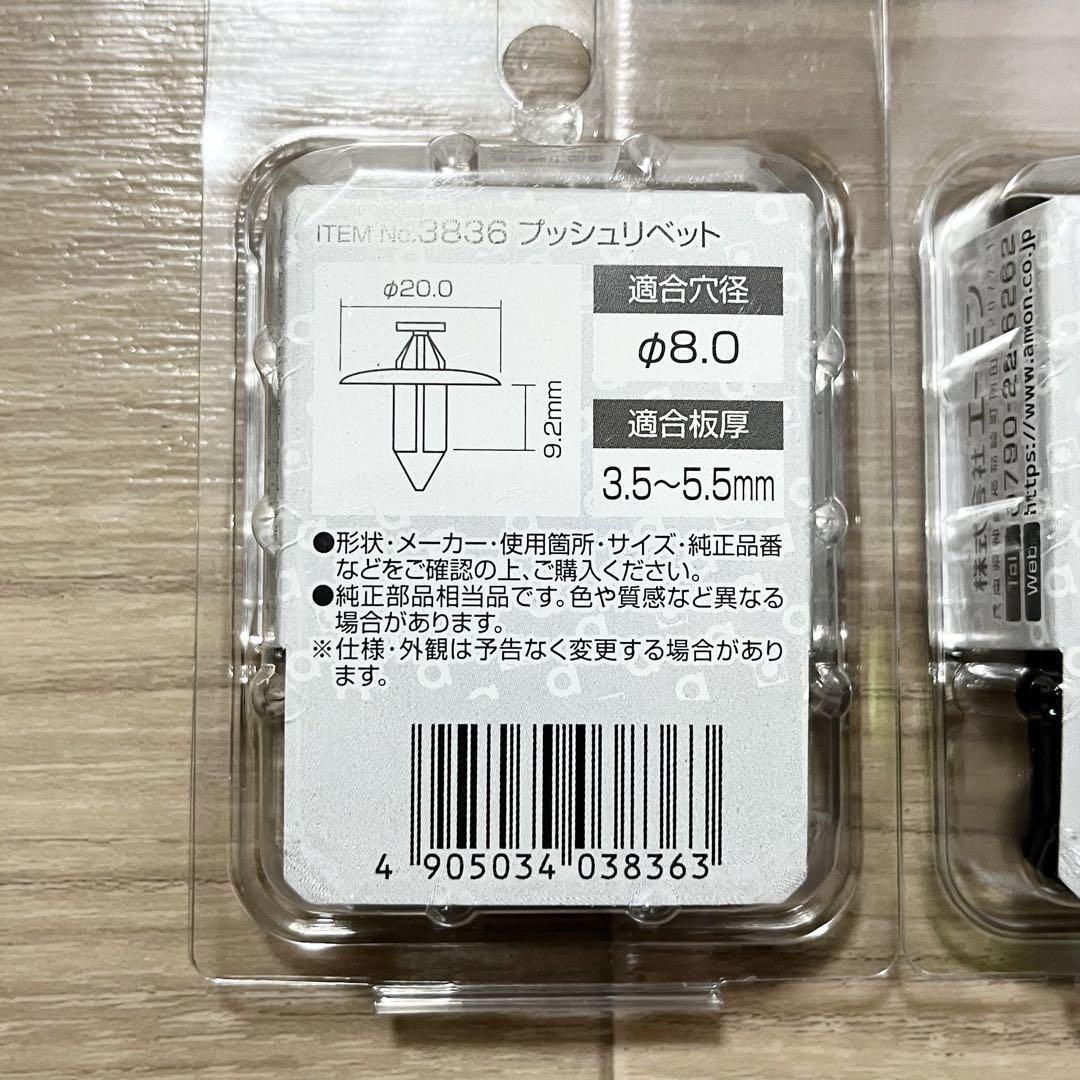 ITEM No.3836 プッシュリベット
φ20.0
9.2mm
適合穴径
φ8.0
適合板厚
3.5〜5.5mm
●形状・メーカー・使用箇所・サイズ・純正品番
などをご確認の上、ご購入ください。
●純正部品相当品です。色や質感など異なる
場合があります。
※仕様・外観は予告なく変更する場合があり
ます。
4 905034 038363
株式会社エーモン
0790-22-6262
web https://www.amon.co.jp